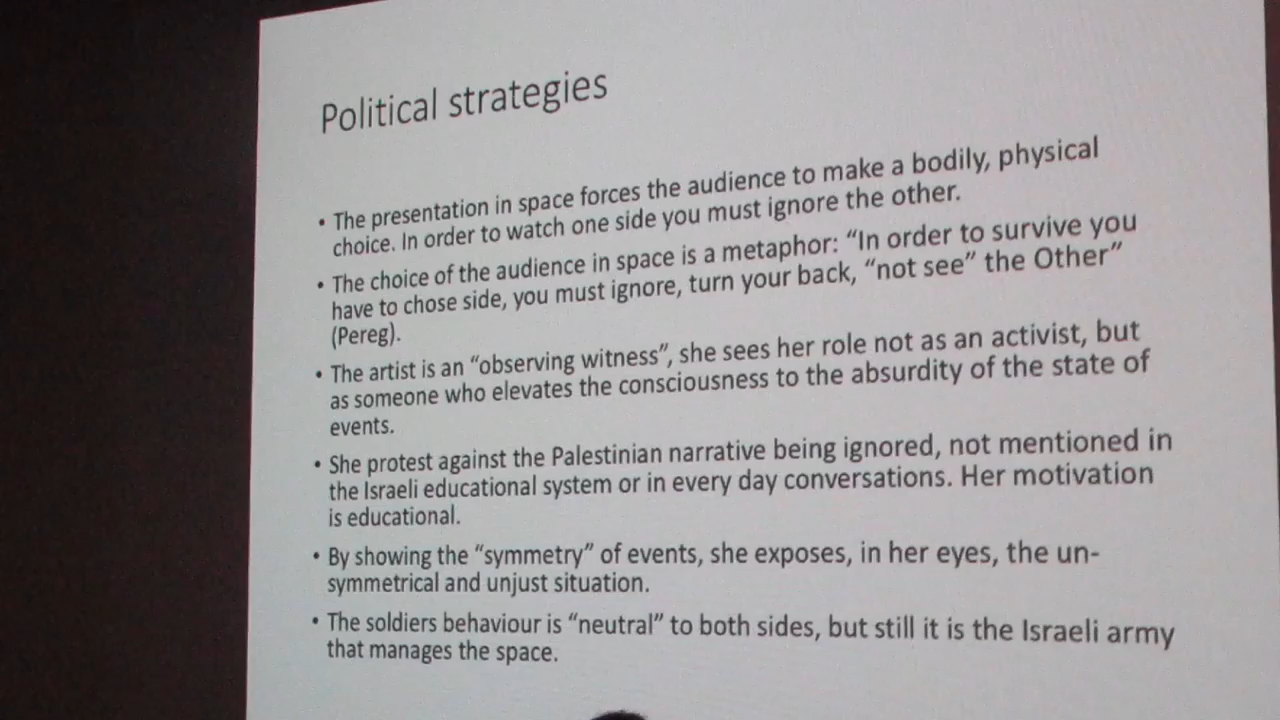 Political strategies
• The presentation in space forces the audience to make a bodily, physical
choice. In order to watch one side you must ignore the other.
• The choice of the audience in space is a metaphor: “In order to survive you
have to chose side, you must ignore, turn your back, “not see” the Other”
(Pereg).
• The artist is an “observing witness”, she sees her role not as an activist, but
as someone who elevates the consciousness to the absurdity of the state of
events.
• She protest against the Palestinian narrative being ignored, not mentioned in
the Israeli educational system or in every day conversations. Her motivation
is educational.
• By showing the “symmetry” of events, she exposes, in her eyes, the un-
symmetrical and unjust situation.
• The soldiers behaviour is “neutral” to both sides, but still it is the Israeli army
that manages the space.